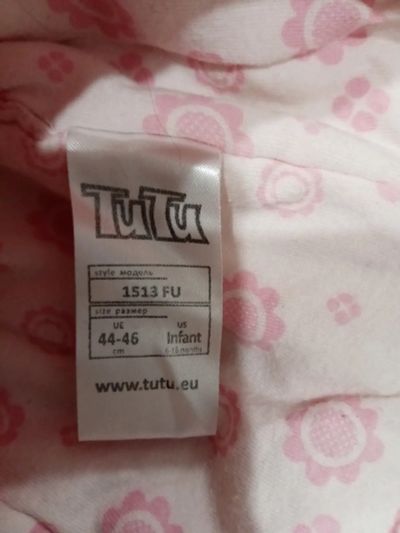 TuTu
style модель
1513 FU
size размер
UE US
44-46 Infant
cm 6-18 months
www.tutu.eu